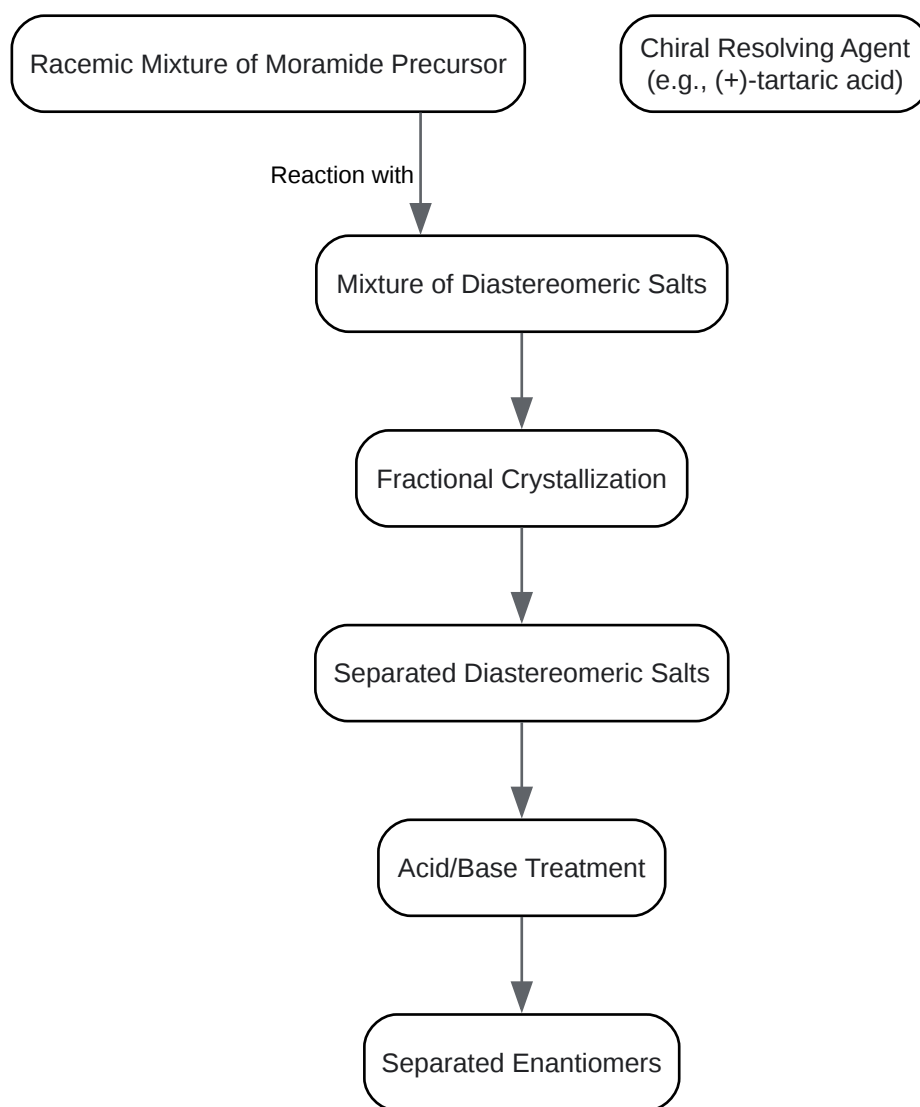 Racemic Mixture of Moramide Precursor
Chiral Resolving Agent
(e.g., (+)-tartaric acid)
Reaction with
Mixture of Diastereomeric Salts
Fractional Crystallization
Separated Diastereomeric Salts
Acid/Base Treatment
Separated Enantiomers